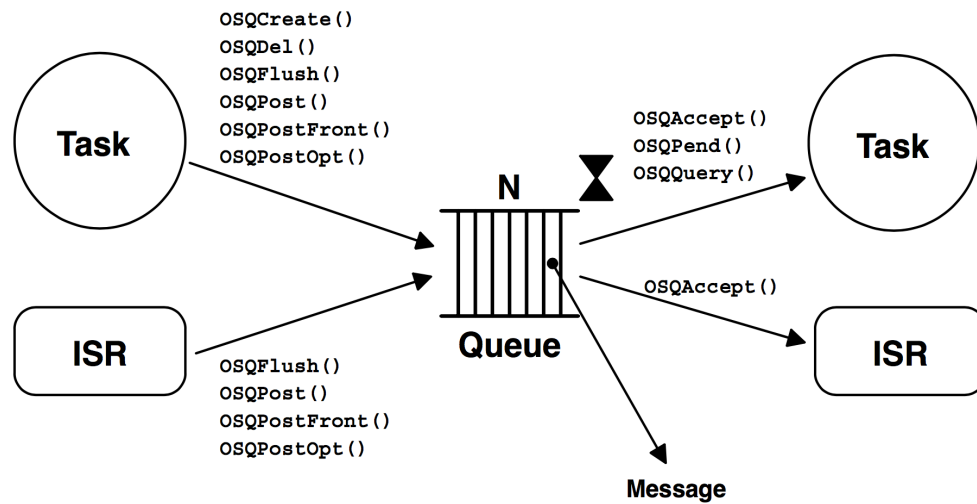 OSQCreate()
OSQDel()
OSQFlush()
OSQPost()
OSQPostFront()
OSQPostOpt()
Task
OSQAccept()
OSQPend()
OSQQuery()
Task
N
Queue
OSQAccept()
ISR
OSQFlush()
OSQPost()
OSQPostFront()
OSQPostOpt()
ISR
Message